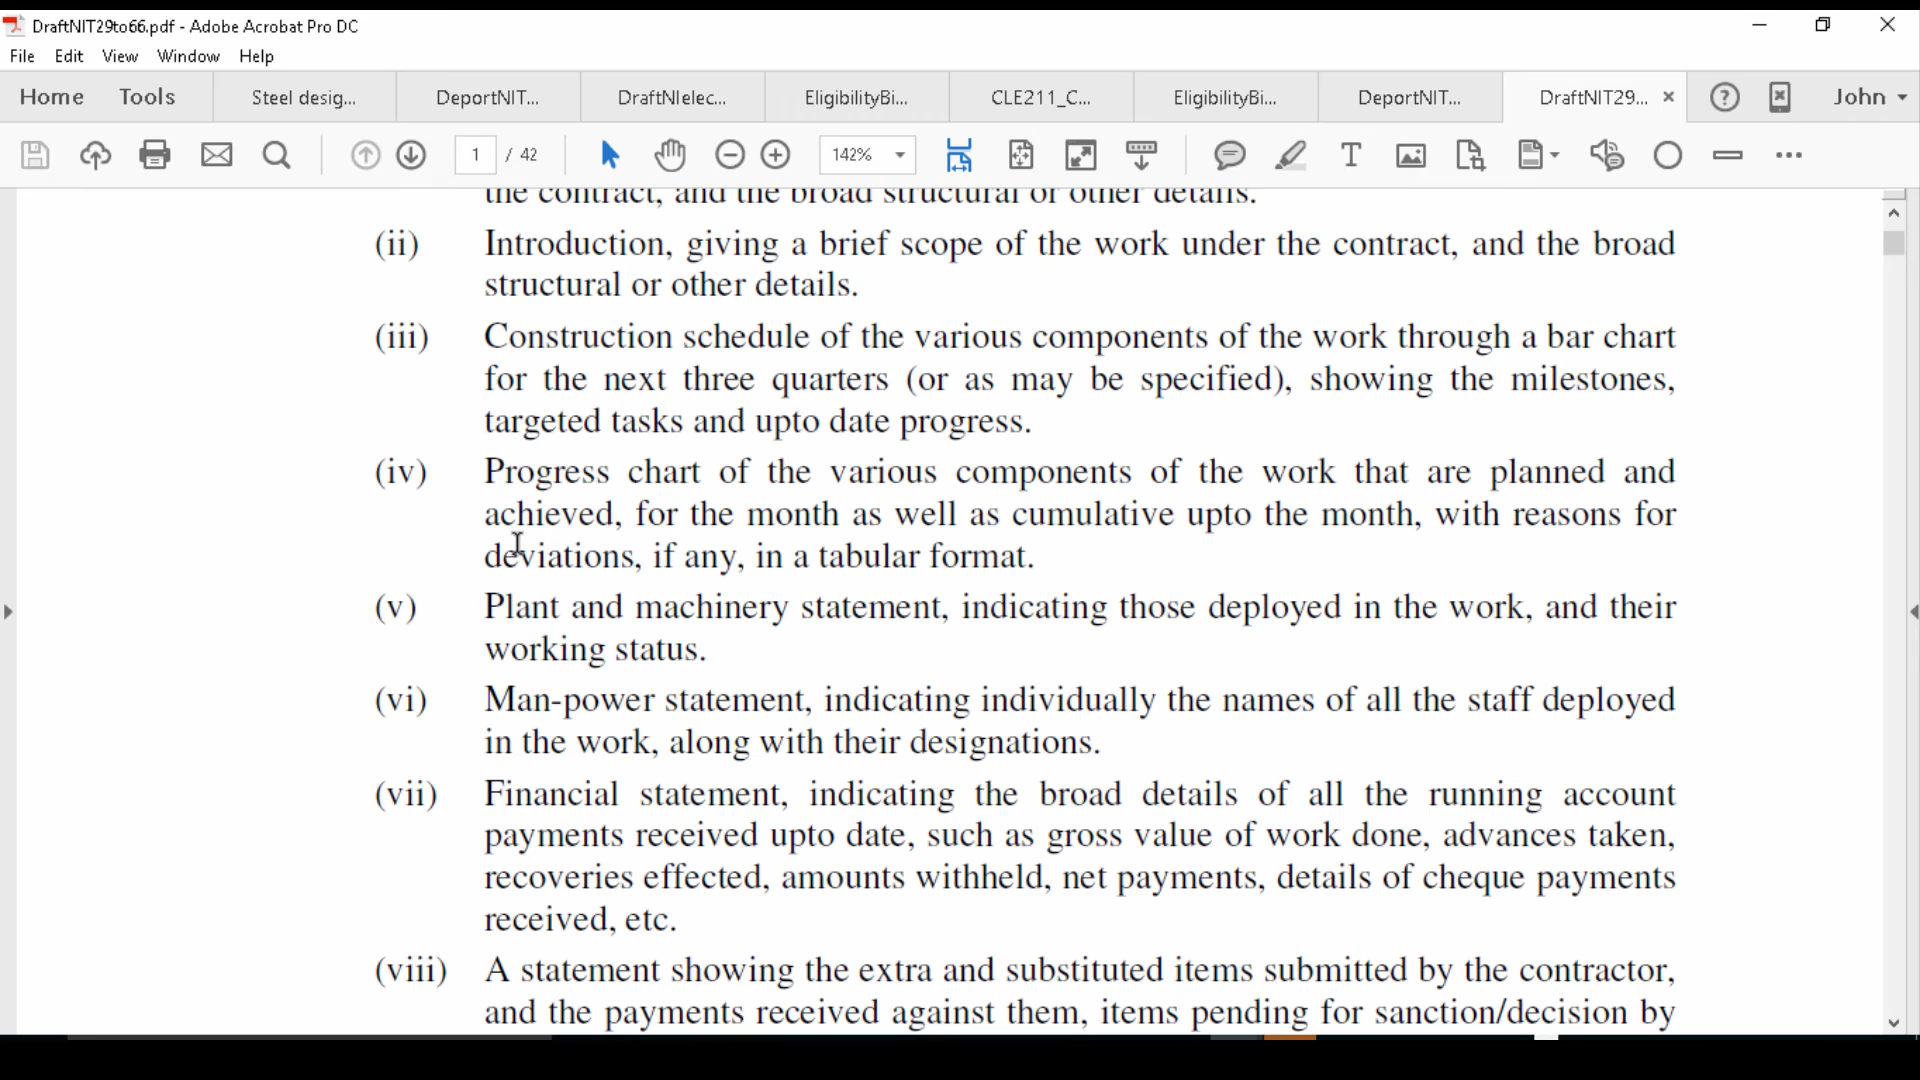 DraftNIT29to66.pdf - Adobe Acrobat Pro DC
File Edit View Window Help
Home Tools Steel desig... DeportNIT... DraftNIelec... EligibilityBi... CLE211_C... EligibilityBi... DeportNIT... DraftNIT29... John
1 / 42 142%
the contract, and the broad structural or other details.
(ii) Introduction, giving a brief scope of the work under the contract, and the broad
structural or other details.
(iii) Construction schedule of the various components of the work through a bar chart
for the next three quarters (or as may be specified), showing the milestones,
targeted tasks and upto date progress.
(iv) Progress chart of the various components of the work that are planned and
achieved, for the month as well as cumulative upto the month, with reasons for
deviations, if any, in a tabular format.
(v) Plant and machinery statement, indicating those deployed in the work, and their
working status.
(vi) Man-power statement, indicating individually the names of all the staff deployed
in the work, along with their designations.
(vii) Financial statement, indicating the broad details of all the running account
payments received upto date, such as gross value of work done, advances taken,
recoveries effected, amounts withheld, net payments, details of cheque payments
received, etc.
(viii) A statement showing the extra and substituted items submitted by the contractor,
and the payments received against them, items pending for sanction/decision by